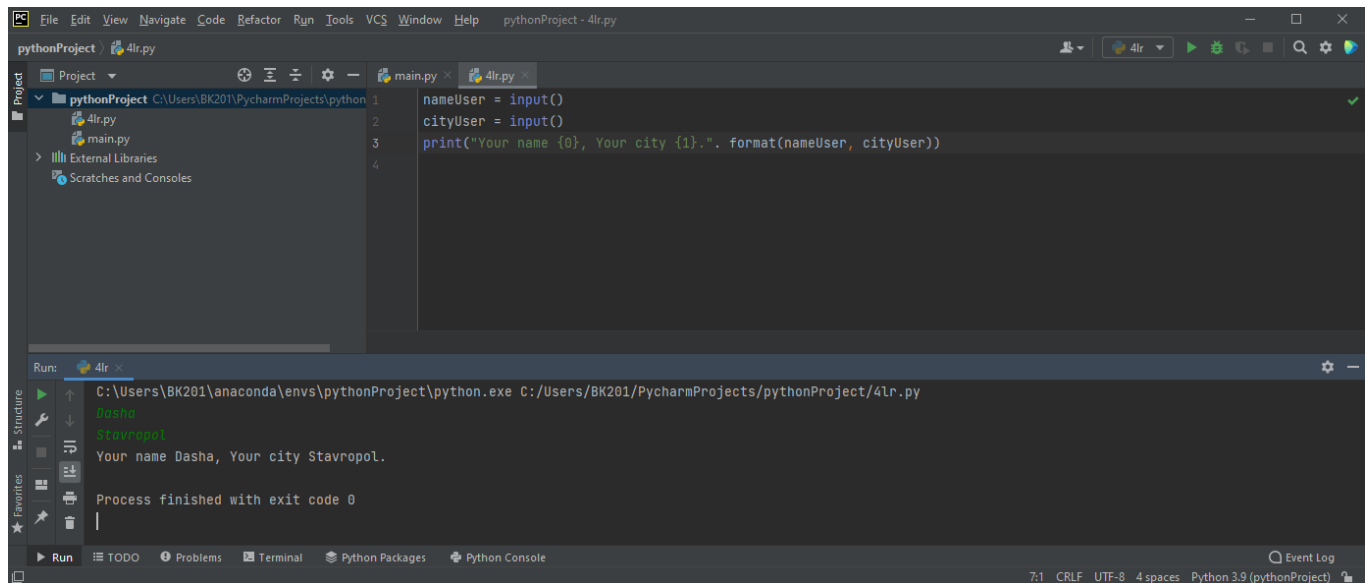 PC File Edit View Navigate Code Refactor Run Tools VCS Window Help pythonProject - 4lr.py
pythonProject 4lr.py 4lr
Project
Project main.py 4lr.py
pythonProject C:\Users\BK201\PycharmProjects\python
4lr.py
main.py
External Libraries
Scratches and Consoles
1 nameUser = input()
2 cityUser = input()
3 print("Your name {0}, Your city {1}.". format(nameUser, cityUser))
4
Run: 4lr
C:\Users\BK201\anaconda\envs\pythonProject\python.exe C:/Users/BK201/PycharmProjects/pythonProject/4lr.py
Dasha
Stavropol
Your name Dasha, Your city Stavropol.
Process finished with exit code 0
Structure
Favorites
Run TODO Problems Terminal Python Packages Python Console Event Log
7:1 CRLF UTF-8 4 spaces Python 3.9 (pythonProject)